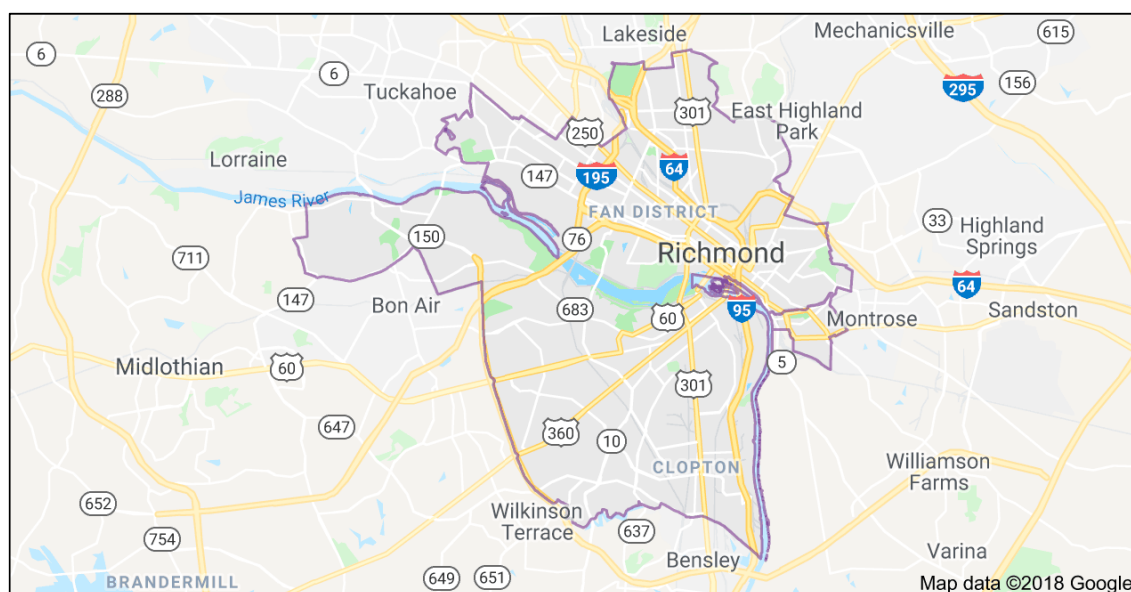 Lakeside
Mechanicsville
615
6
6
295
156
Tuckahoe
288
301
East Highland
Park
250
64
Lorraine
147
195
James River
FAN DISTRICT
33
Highland
Springs
150
76
Richmond
711
64
147
Bon Air
683
60
95
Montrose
Sandston
Midlothian
60
5
301
647
360
10
CLOPTON
Williamson
Farms
652
Wilkinson
Terrace
637
754
Bensley
Varina
BRANDERMILL
649
651
Map data ©2018 Google